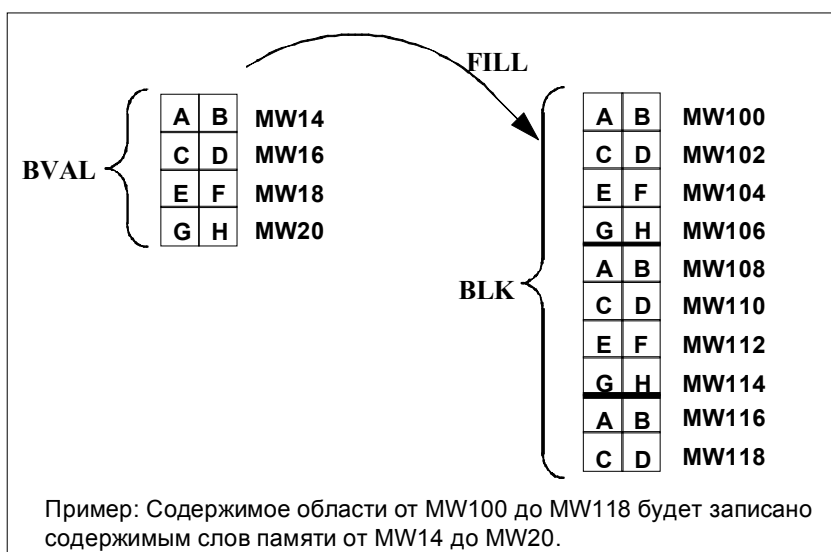 FILL
A B MW14
C D MW16
E F MW18
G H MW20
BVAL
A B MW100
C D MW102
E F MW104
G H MW106
A B MW108
C D MW110
E F MW112
G H MW114
A B MW116
C D MW118
BLK
Пример: Содержимое области от MW100 до MW118 будет записано
содержимым слов памяти от MW14 до MW20.